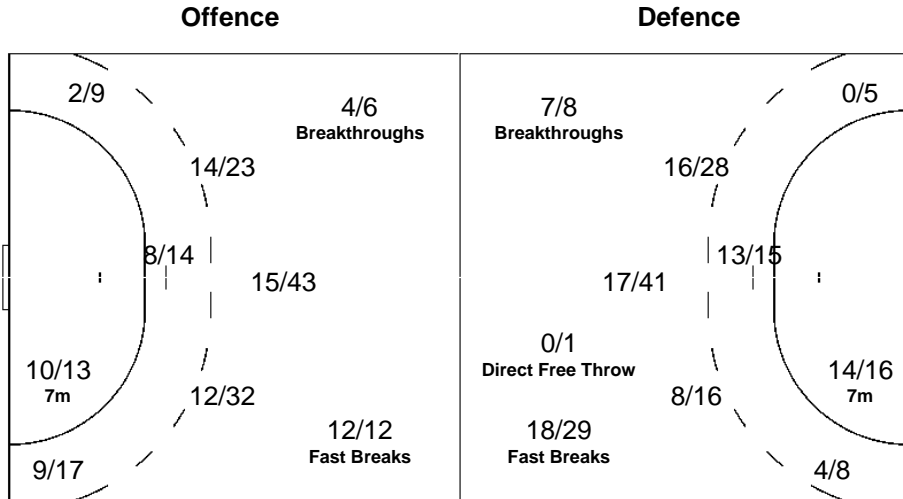 Offence
Defence
2/9
4/6
Breakthroughs
7/8
Breakthroughs
0/5
14/23
16/28
8/14
15/43
17/41
13/15
0/1
Direct Free Throw
10/13
7m
14/16
7m
12/32
8/16
12/12
Fast Breaks
18/29
Fast Breaks
9/17
4/8